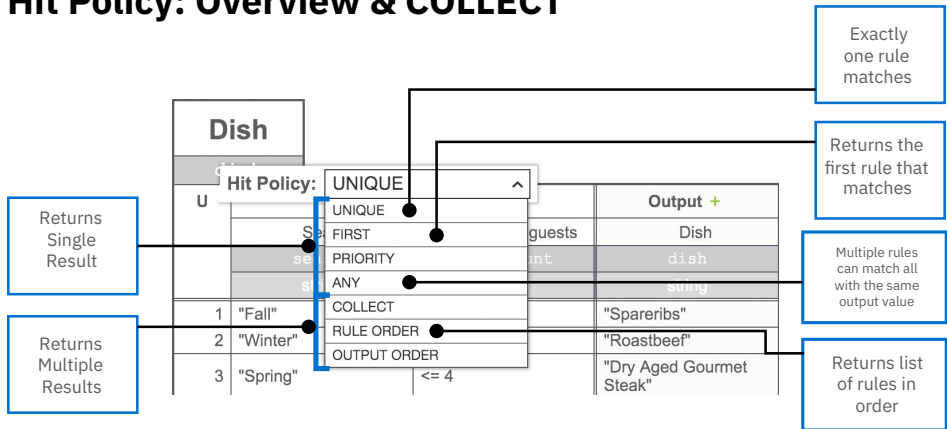 Hit Policy: Overview & COLLECT
Exactly
one rule
matches
Returns the
first rule that
matches
Multiple rules
can match all
with the same
output value
Returns list
of rules in
order
Returns
Single
Result
Returns
Multiple
Results
Dish
Hit Policy:
UNIQUE
UNIQUE
FIRST
PRIORITY
ANY
COLLECT
RULE ORDER
OUTPUT ORDER
U
Output +
guests
Dish
dish
string
1 "Fall" "Spareribs"
2 "Winter" "Roastbeef"
3 "Spring" <= 4 "Dry Aged Gourmet
Steak"